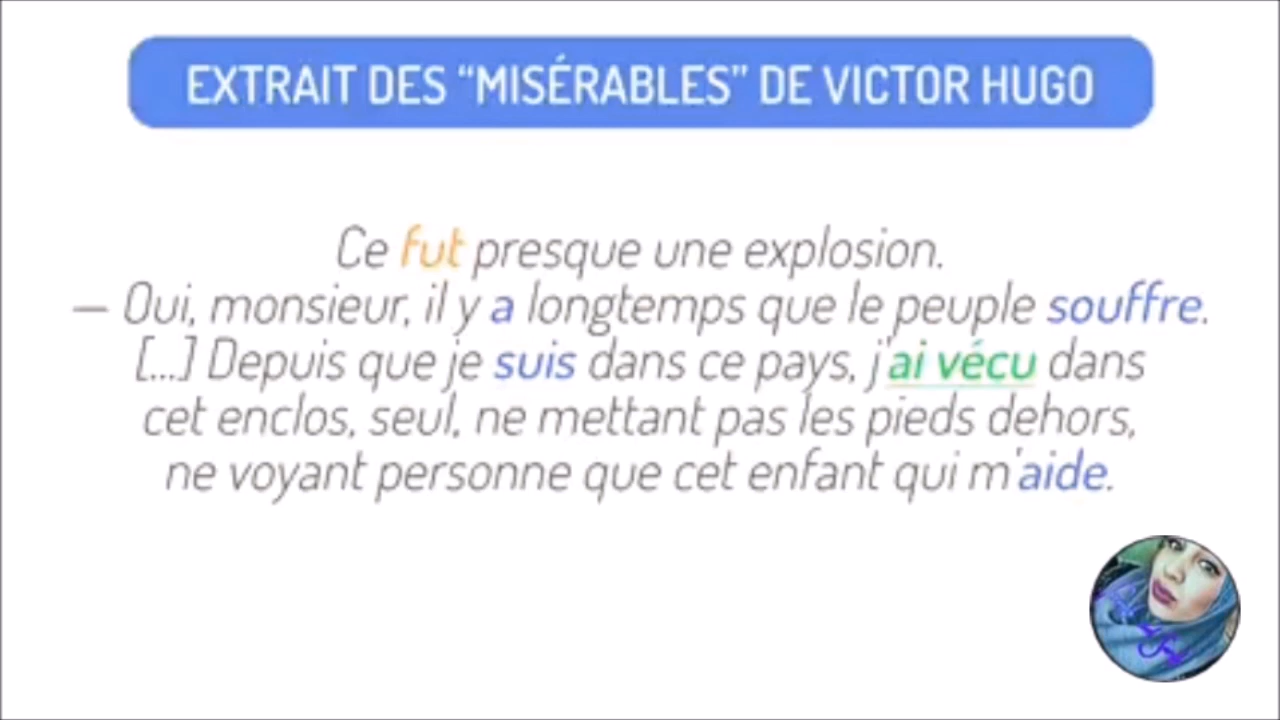 EXTRAIT DES “MISÉRABLES” DE VICTOR HUGO
Ce fut presque une explosion.
— Oui, monsieur, il y a longtemps que le peuple souffre.
[...] Depuis que je suis dans ce pays, j'ai vécu dans
cet enclos, seul, ne mettant pas les pieds dehors,
ne voyant personne que cet enfant qui m'aide.